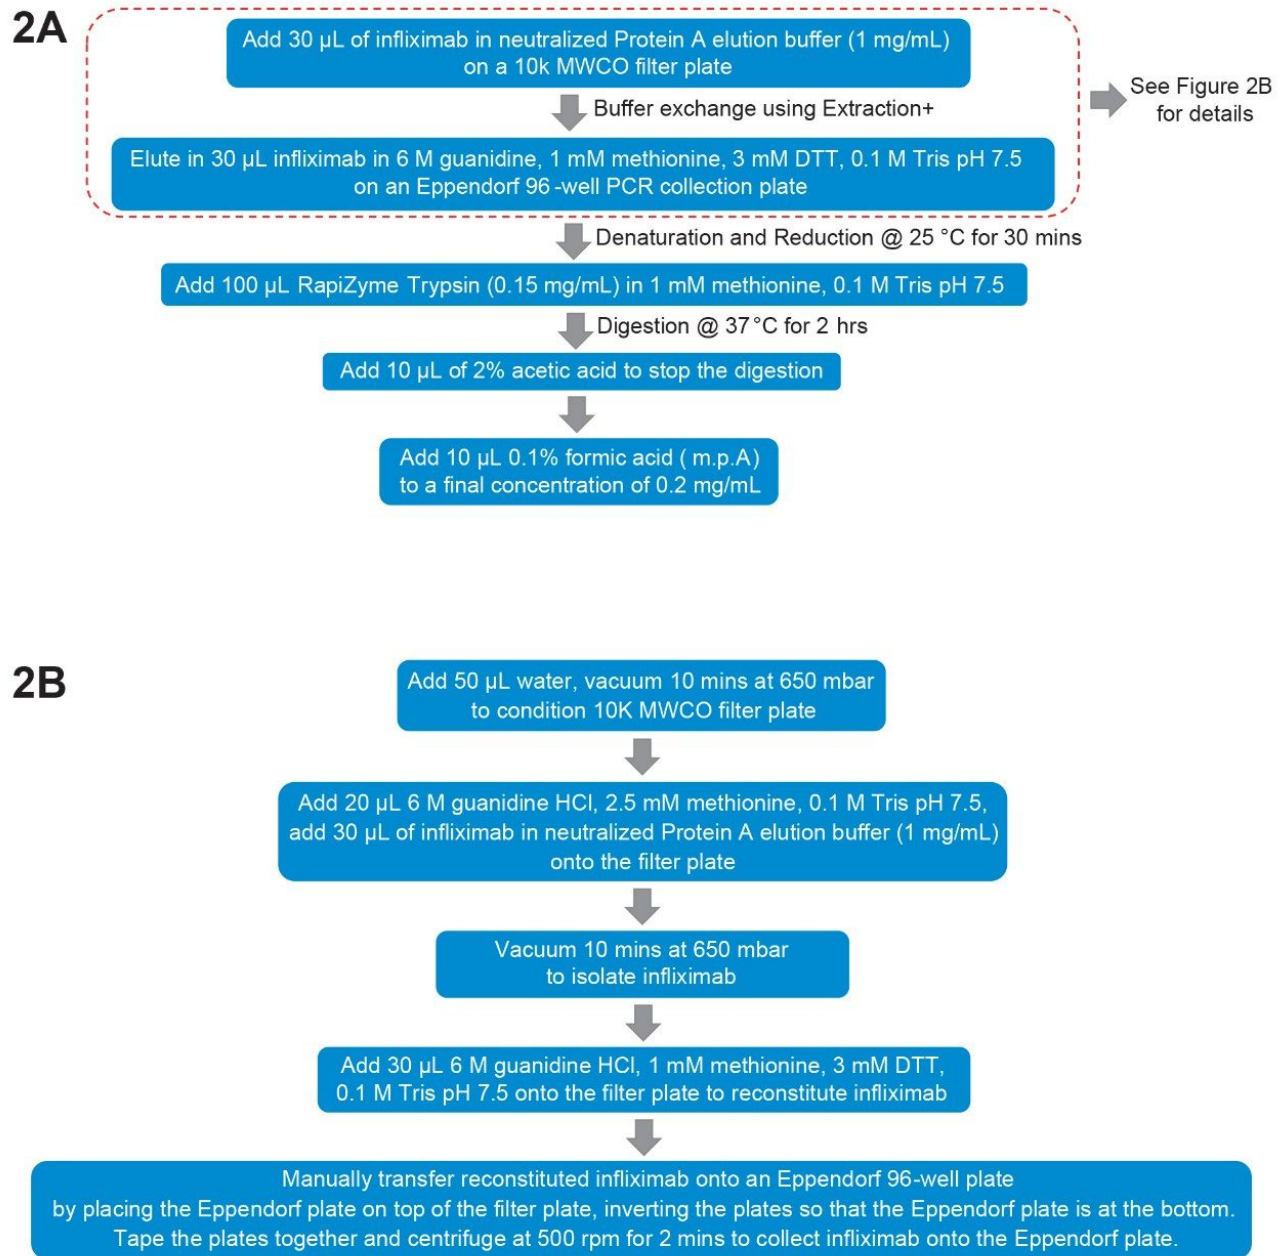 2A
Add 30 µL of infliximab in neutralized Protein A elution buffer (1 mg/mL)
on a 10k MWCO filter plate
See Figure 2B
for details
Buffer exchange using Extraction+
Elute in 30 µL infliximab in 6 M guanidine, 1 mM methionine, 3 mM DTT, 0.1 M Tris pH 7.5
on an Eppendorf 96-well PCR collection plate
Denaturation and Reduction @ 25 °C for 30 mins
Add 100 µL RapiZyme Trypsin (0.15 mg/mL) in 1 mM methionine, 0.1 M Tris pH 7.5
Digestion @ 37 °C for 2 hrs
Add 10 µL of 2% acetic acid to stop the digestion
Add 10 µL 0.1% formic acid ( m.p.A)
to a final concentration of 0.2 mg/mL
2B
Add 50 µL water, vacuum 10 mins at 650 mbar
to condition 10K MWCO filter plate
Add 20 µL 6 M guanidine HCl, 2.5 mM methionine, 0.1 M Tris pH 7.5,
add 30 µL of infliximab in neutralized Protein A elution buffer (1 mg/mL)
onto the filter plate
Vacuum 10 mins at 650 mbar
to isolate infliximab
Add 30 µL 6 M guanidine HCl, 1 mM methionine, 3 mM DTT,
0.1 M Tris pH 7.5 onto the filter plate to reconstitute infliximab
Manually transfer reconstituted infliximab onto an Eppendorf 96-well plate
by placing the Eppendorf plate on top of the filter plate, inverting the plates so that the Eppendorf plate is at the bottom.
Tape the plates together and centrifuge at 500 rpm for 2 mins to collect infliximab onto the Eppendorf plate.